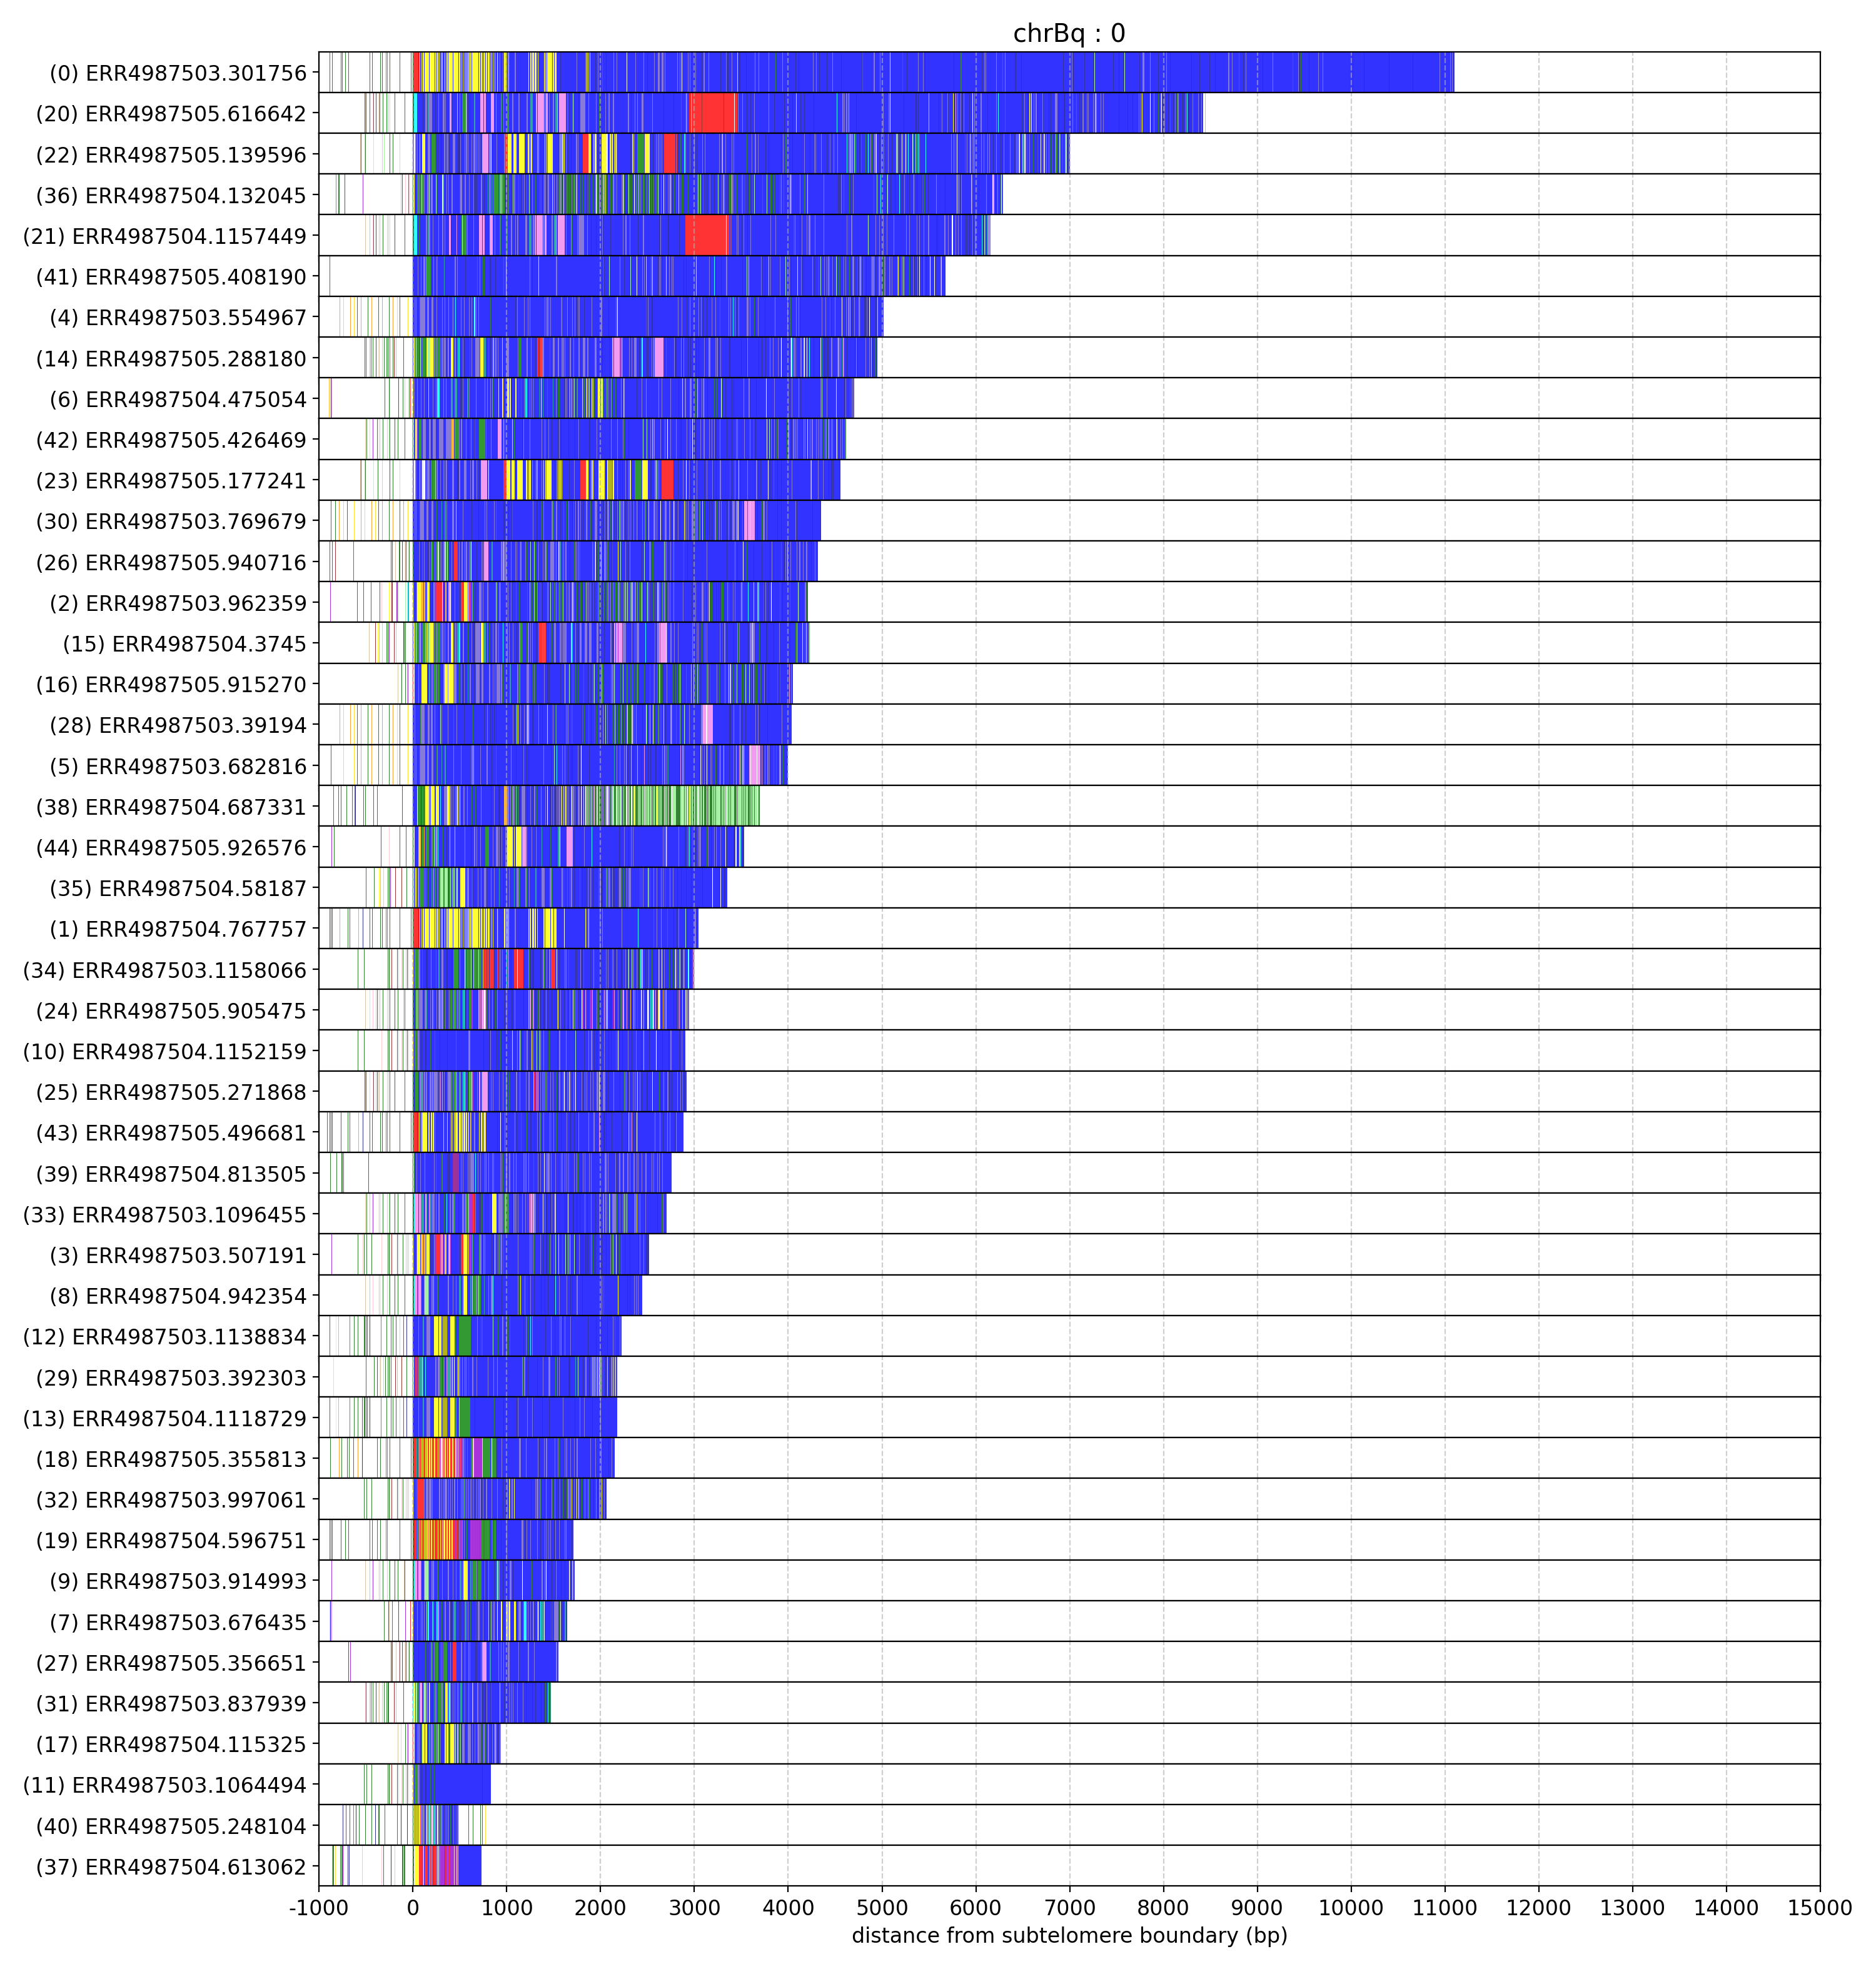 chrBq : 0
(0) ERR4987503.301756
(20) ERR4987505.616642
(22) ERR4987505.139596
(36) ERR4987504.132045
(21) ERR4987504.1157449
(41) ERR4987505.408190
(4) ERR4987503.554967
(14) ERR4987505.288180
(6) ERR4987504.475054
(42) ERR4987505.426469
(23) ERR4987505.177241
(30) ERR4987503.769679
(26) ERR4987505.940716
(2) ERR4987503.962359
(15) ERR4987504.3745
(16) ERR4987505.915270
(28) ERR4987503.39194
(5) ERR4987503.682816
(38) ERR4987504.687331
(44) ERR4987505.926576
(35) ERR4987504.58187
(1) ERR4987504.767757
(34) ERR4987503.1158066
(24) ERR4987505.905475
(10) ERR4987504.1152159
(25) ERR4987505.271868
(43) ERR4987505.496681
(39) ERR4987504.813505
(33) ERR4987503.1096455
(3) ERR4987503.507191
(8) ERR4987504.942354
(12) ERR4987503.1138834
(29) ERR4987503.392303
(13) ERR4987504.1118729
(18) ERR4987505.355813
(32) ERR4987503.997061
(19) ERR4987504.596751
(9) ERR4987503.914993
(7) ERR4987503.676435
(27) ERR4987505.356651
(31) ERR4987503.837939
(17) ERR4987504.115325
(11) ERR4987503.1064494
(40) ERR4987505.248104
(37) ERR4987504.613062
-1000 0 1000 2000 3000 4000 5000 6000 7000 8000 9000 10000 11000 12000 13000 14000 15000
distance from subtelomere boundary (bp)